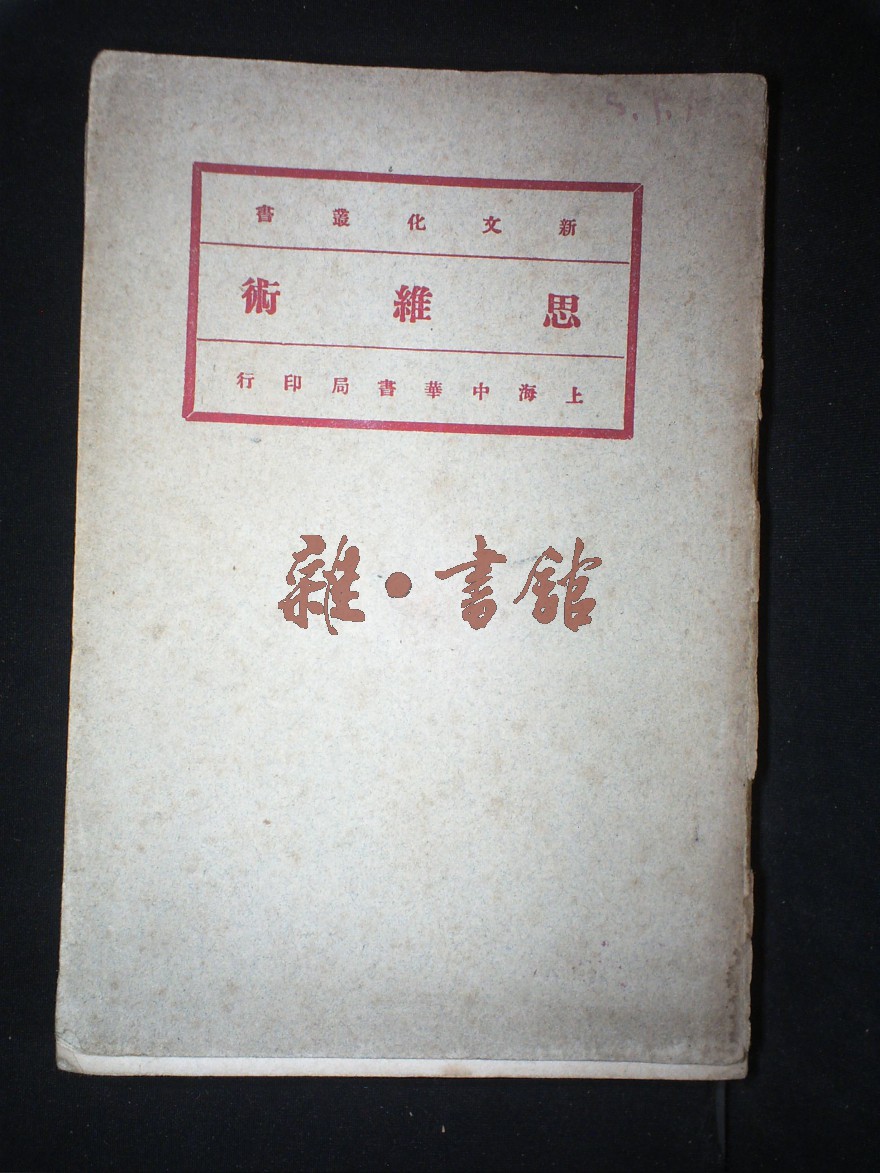 新文化叢書
思維術
上海中華書局印行
雜·書館